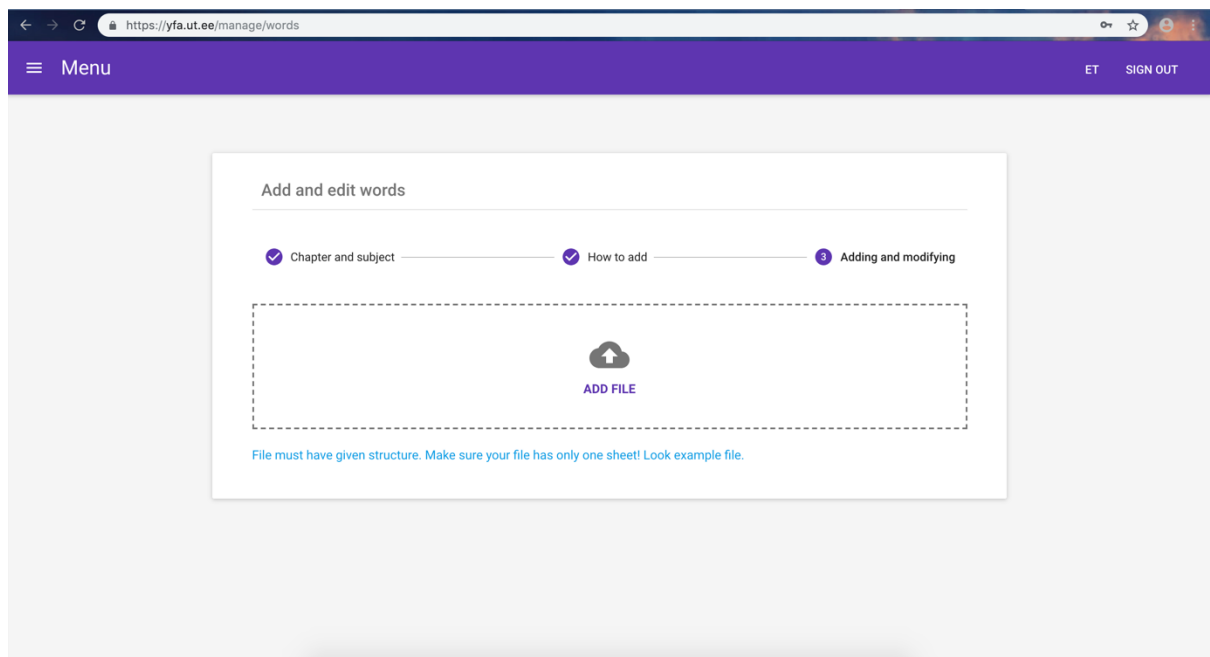 https://yfa.ut.ee/manage/words
Menu
ET SIGN OUT
Add and edit words
Chapter and subject
How to add
3 Adding and modifying
ADD FILE
File must have given structure. Make sure your file has only one sheet! Look example file.